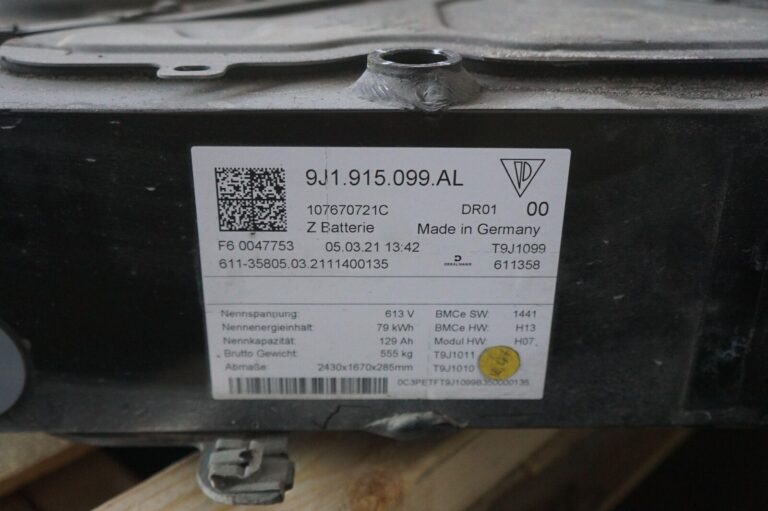 9J1.915.099.AL
107670721C DR01 00
Z Batterie Made in Germany
F6 0047753 05.03.21 13:42 T9J1099
611-35805.03.2111400135 DRÄXLMAIER 611358
Nennspannung: 613 V BMCe SW: 1441
Nennenergieinhalt: 79 kWh BMCe HW: H13
Nennkapazität: 129 Ah Modul HW: H07
Brutto Gewicht: 555 kg T9J1011
Abmaße: 2430x1670x285mm T9J1010
0C3PETFT9J1099B350000135